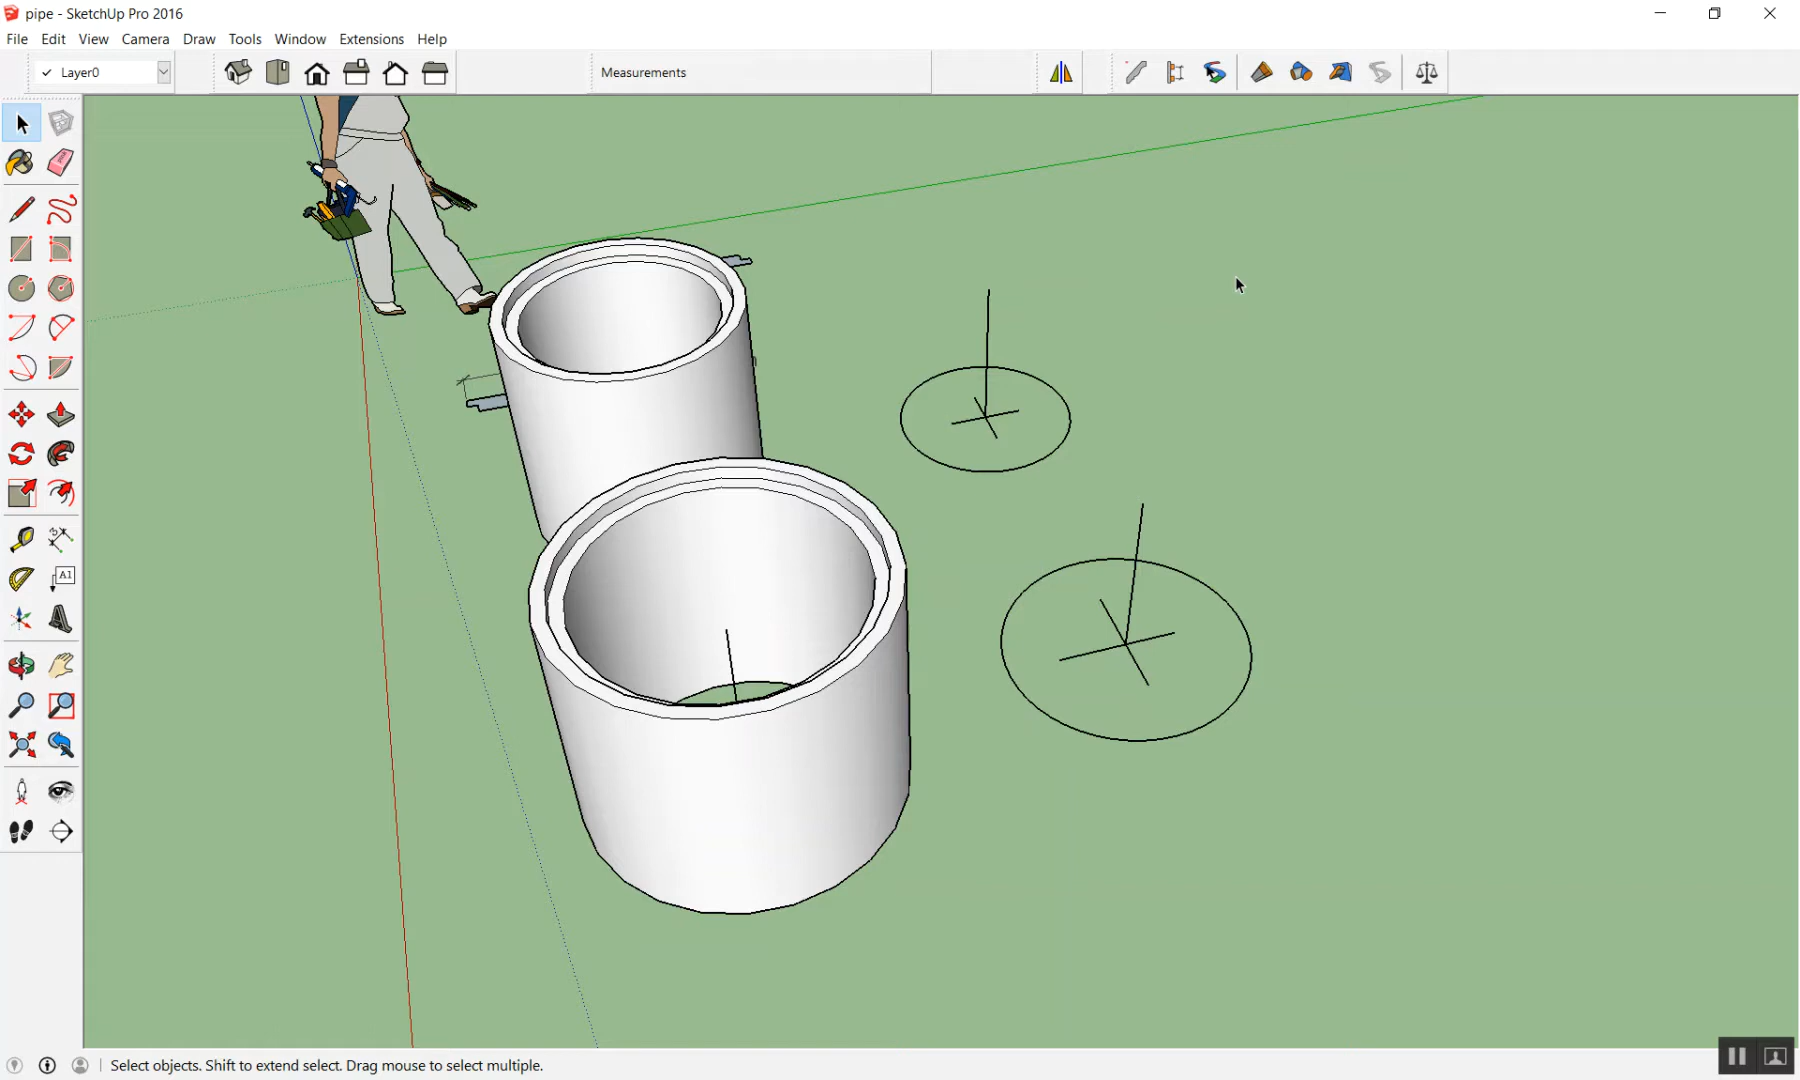 pipe - SketchUp Pro 2016
File Edit View Camera Draw Tools Window Extensions Help
Layer0
Measurements
A1
Select objects. Shift to extend select. Drag mouse to select multiple.